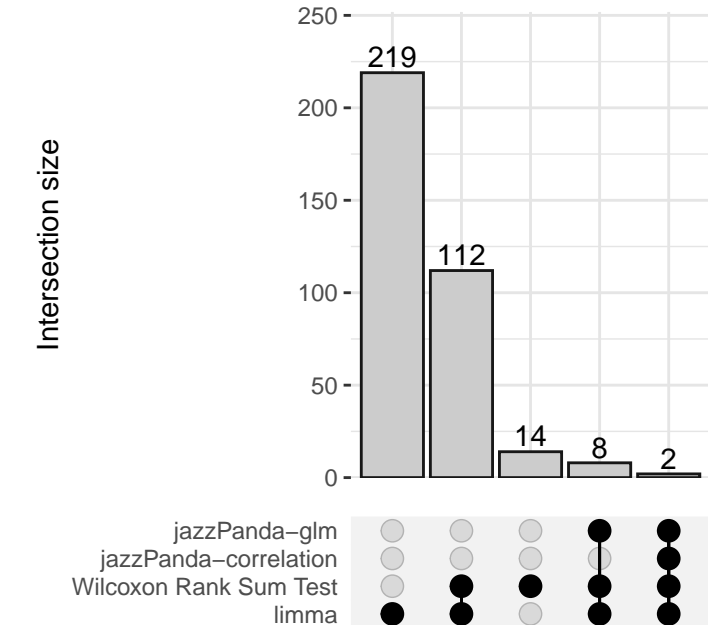 250
200
150
100
50
0
Intersection size
219
112
14
8
2
jazzPanda−glm
jazzPanda−correlation
Wilcoxon Rank Sum Test
limma